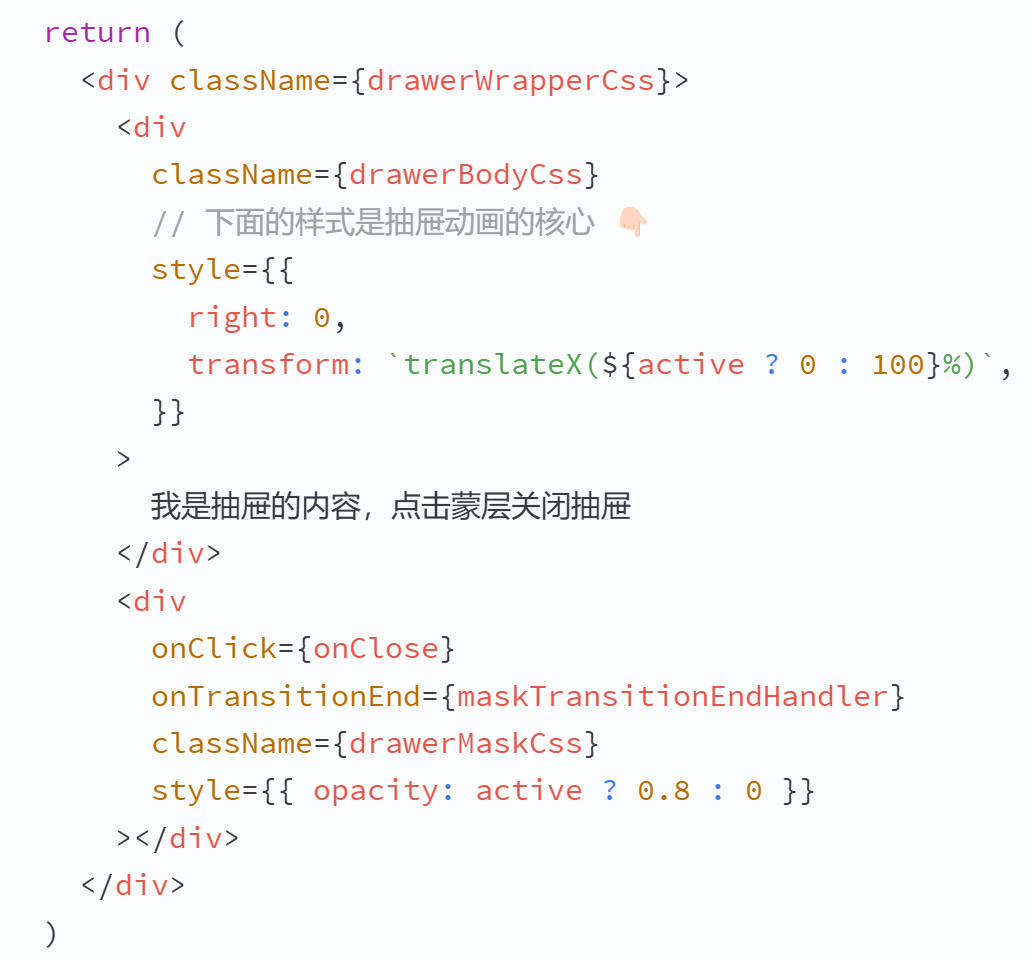 return (
<div className={drawerWrapperCss}>
<div
className={drawerBodyCss}
// 下面的样式是抽屉动画的核心 👇🏻
style={{
right: 0,
transform: `translateX(${active ? 0 : 100}%)`,
}}
>
我是抽屉的内容，点击蒙层关闭抽屉
</div>
<div
onClick={onClose}
onTransitionEnd={maskTransitionEndHandler}
className={drawerMaskCss}
style={{ opacity: active ? 0.8 : 0 }}
></div>
</div>
)